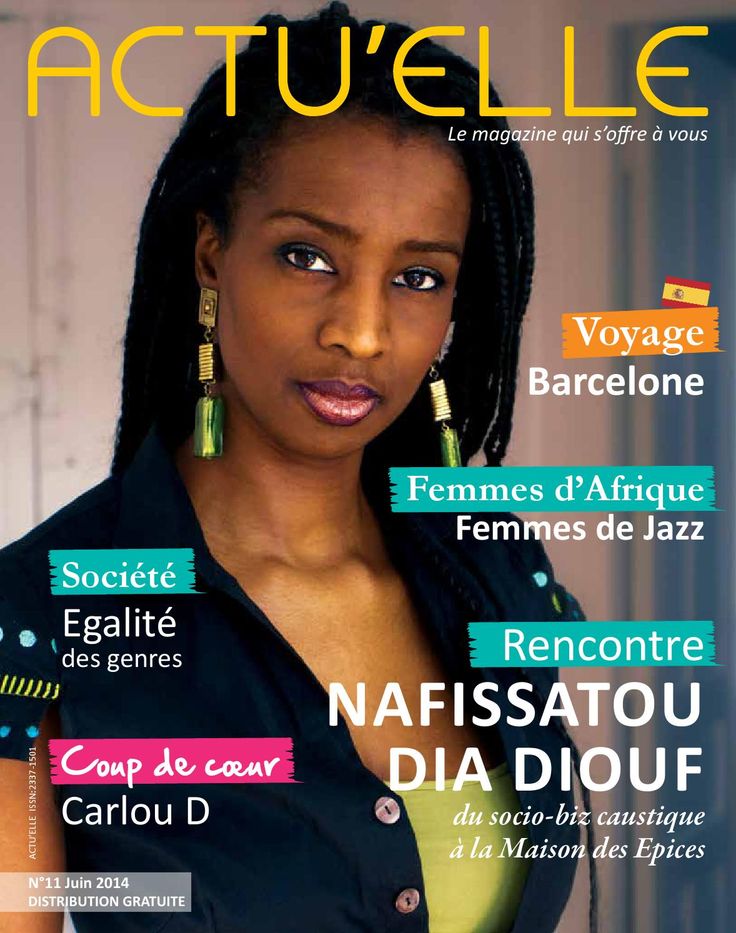 ACTU'ELLE
Le magazine qui s'offre à vous
Voyage
Barcelone
Femmes d'Afrique
Femmes de Jazz
Société
Egalité
des genres
Rencontre
NAFISSATOU
DIA DIOUF
du socio-biz caustique
à la Maison des Epices
Coup de cœur
Carlou D
ACTU'ELLE ISSN:2337-1501
N°11 Juin 2014
DISTRIBUTION GRATUITE